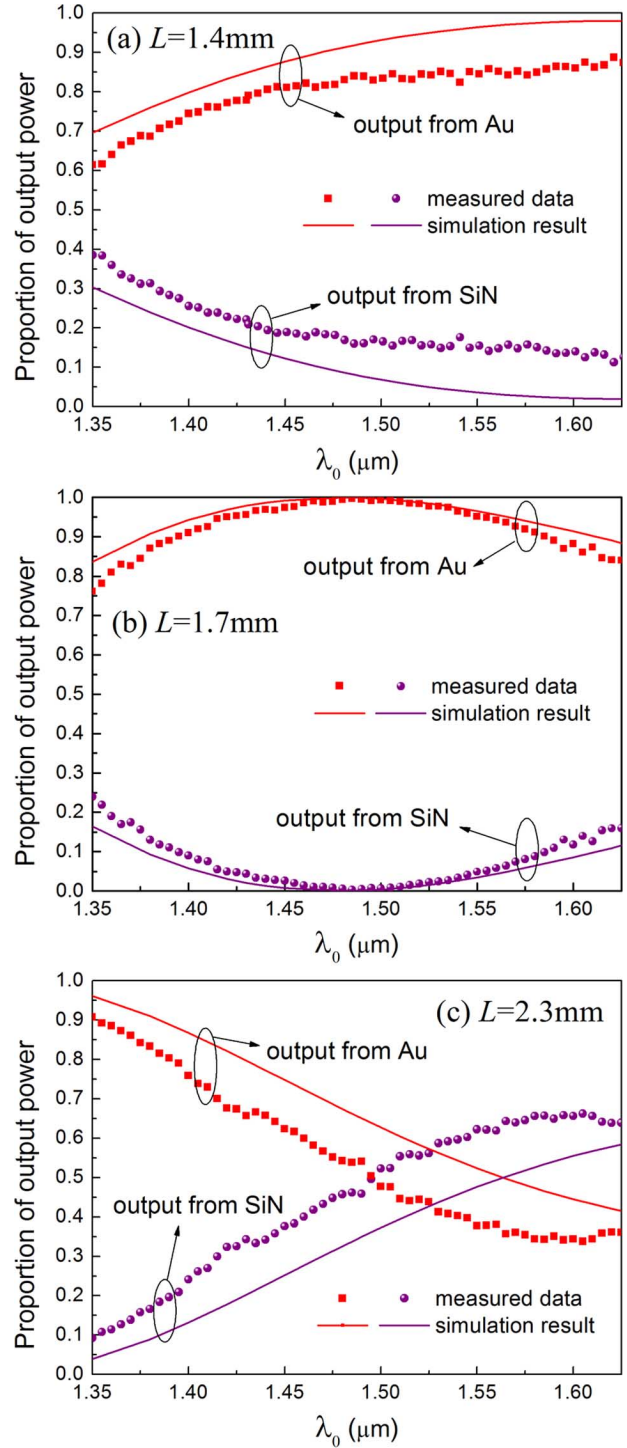 (a) L=1.4mm
1.0
0.9
0.8
0.7
0.6
0.5
0.4
0.3
0.2
0.1
0.0
Proportion of output power
output from Au
measured data
simulation result
output from SiN
1.35 1.40 1.45 1.50 1.55 1.60
λ₀ (μm)
1.0
0.9
0.8
0.7
0.6
0.5
0.4
0.3
0.2
0.1
0.0
Proportion of output power
output from Au
(b) L=1.7mm
measured data
simulation result
output from SiN
1.35 1.40 1.45 1.50 1.55 1.60
λ₀ (μm)
1.0
0.9
0.8
0.7
0.6
0.5
0.4
0.3
0.2
0.1
0.0
Proportion of output power
(c) L=2.3mm
output from Au
output from SiN
measured data
simulation result
1.35 1.40 1.45 1.50 1.55 1.60
λ₀ (μm)